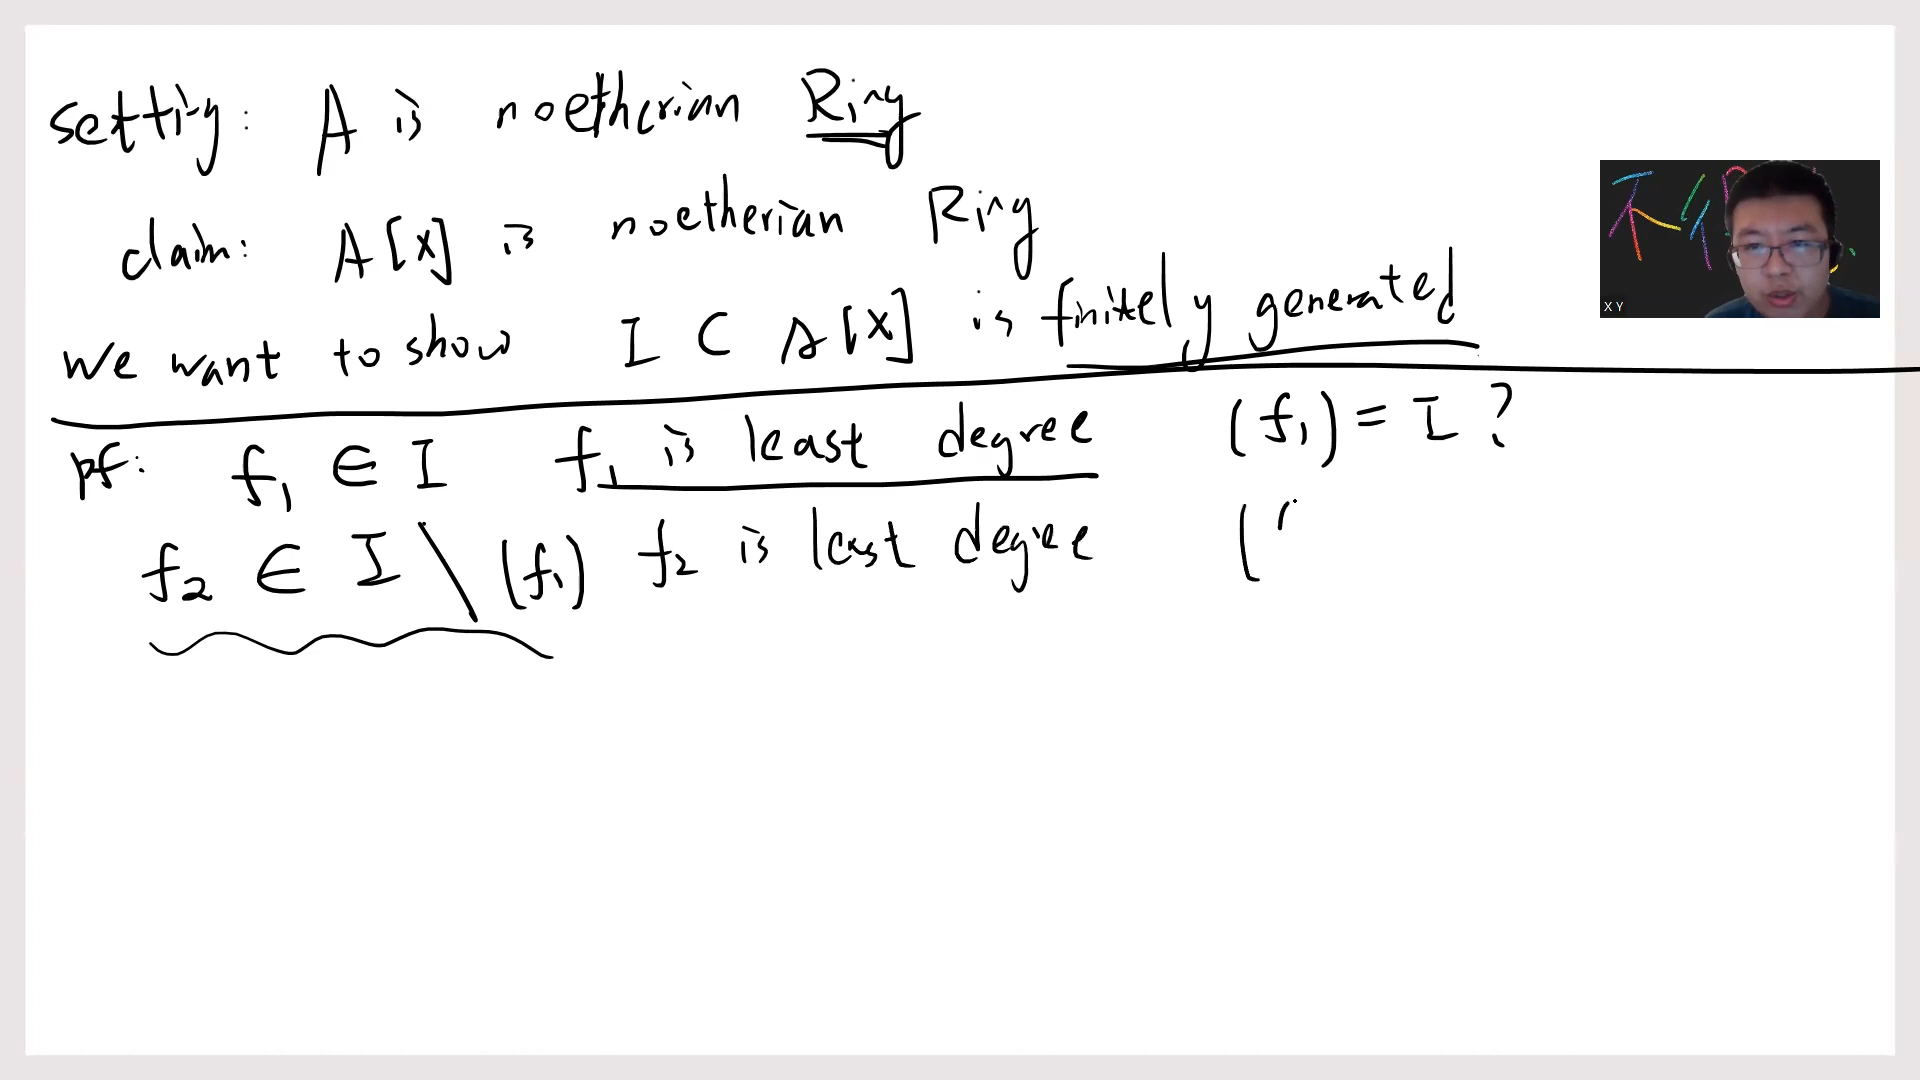 setting: A is noetherian Ring
claim: A[X] is noetherian Ring
We want to show I ⊂ A[X] is finitely generated
pf: f₁ ∈ I f₁ is least degree (f₁) = I ?
f₂ ∈ I \ (f₁) f₂ is least degree (
X Y